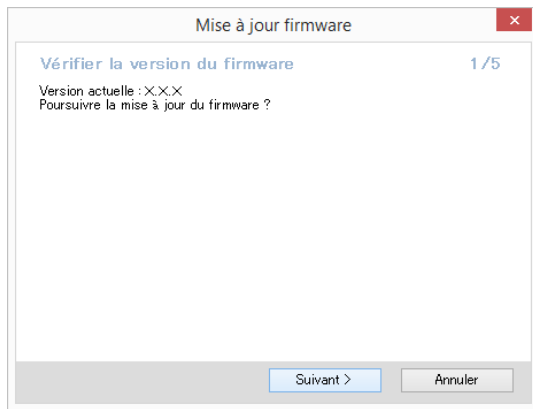 Mise à jour firmware
Vérifier la version du firmware 1/5
Version actuelle : X.X.X
Poursuivre la mise à jour du firmware ?
Suivant > Annuler